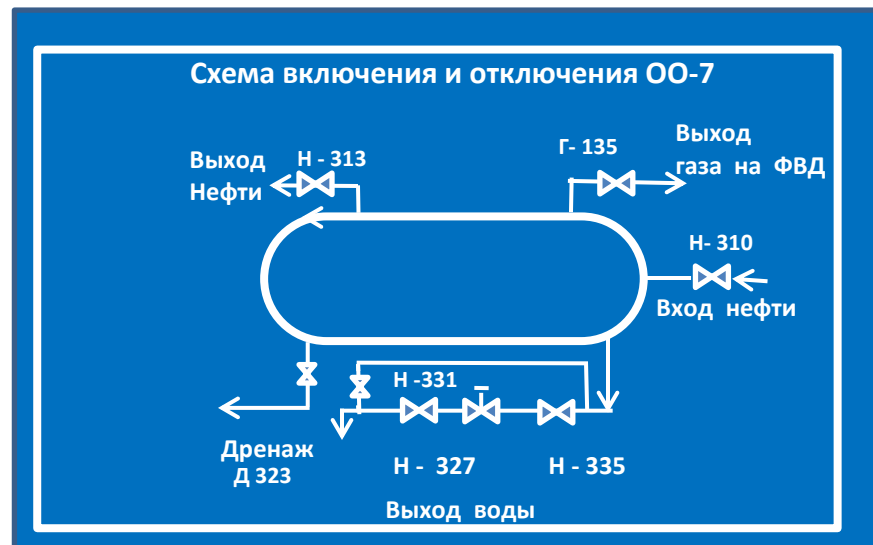 Схема включения и отключения ОО-7
Выход
Нефти
Н - 313
Г- 135
Выход
газа на ФВД
Н- 310
Вход нефти
Н -331
Дренаж
Д 323
Н - 327
Н - 335
Выход воды